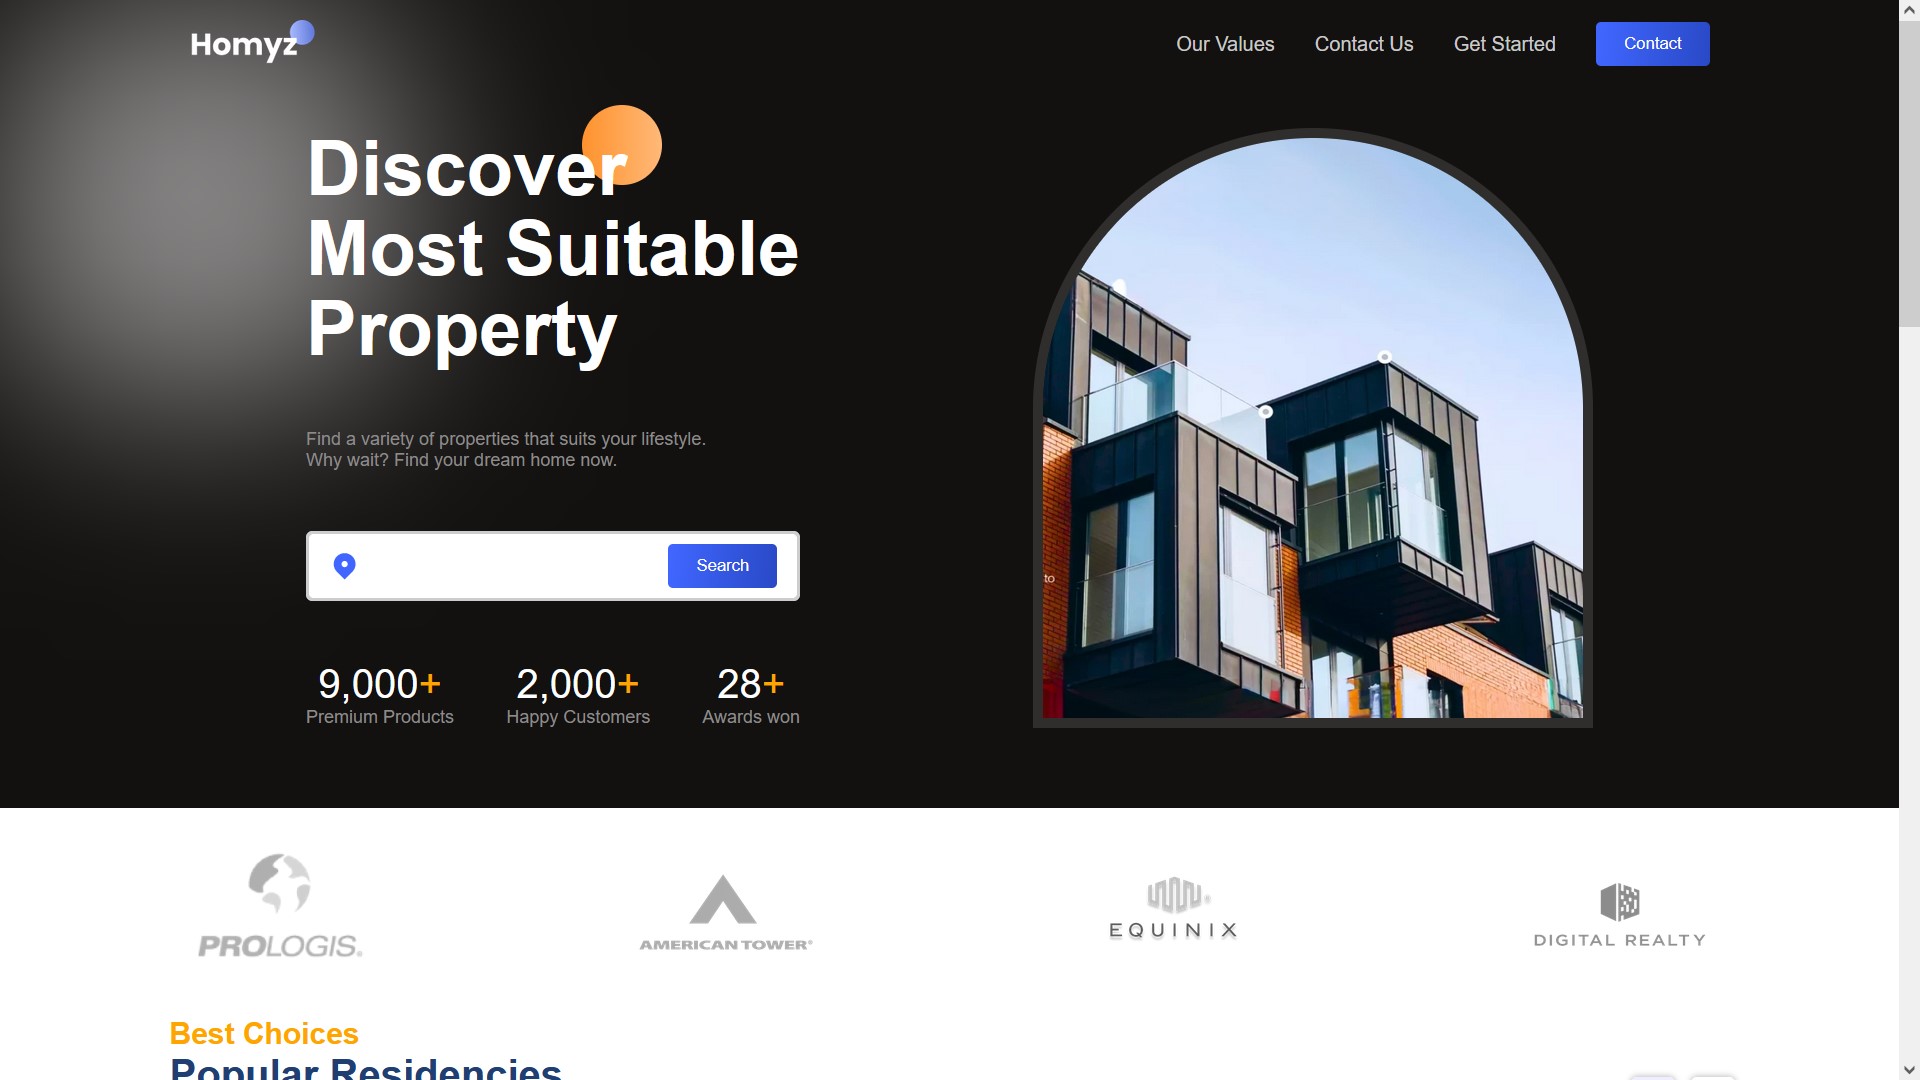 Homyz
Our Values
Contact Us
Get Started
Contact
Discover
Most Suitable
Property
Find a variety of properties that suits your lifestyle.
Why wait? Find your dream home now.
Search
9,000+
2,000+
28+
Premium Products
Happy Customers
Awards won
to
PROLOGIS.
AMERICAN TOWER®
EQUINIX
DIGITAL REALTY
Best Choices
Popular Residencies